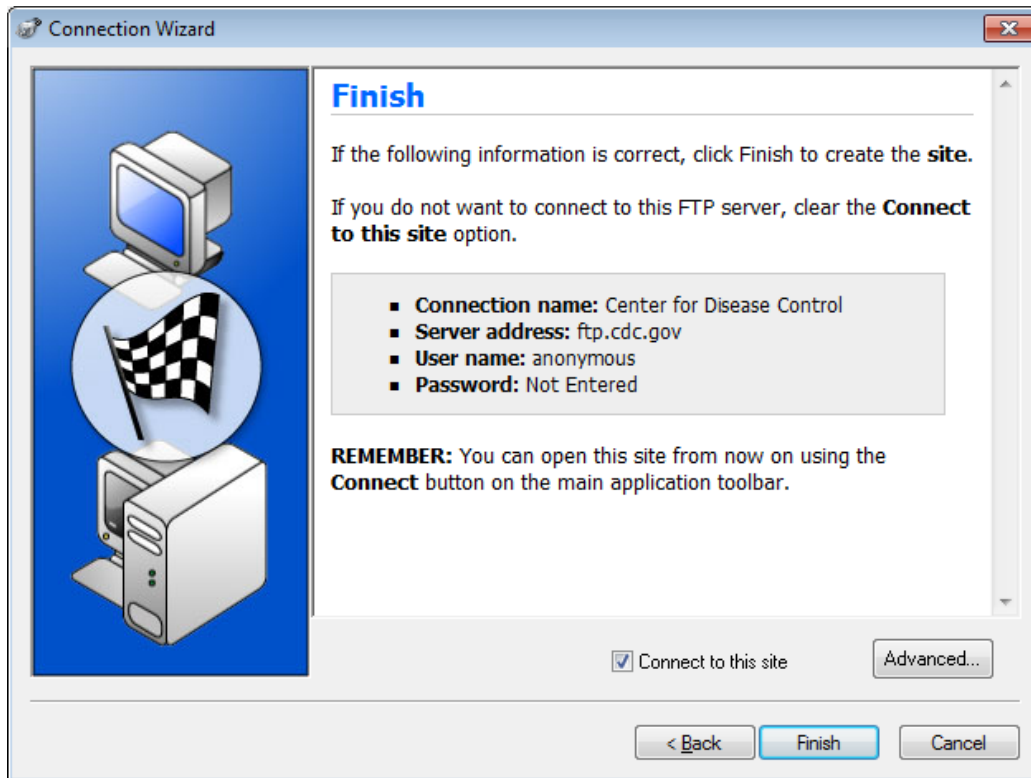 Connection Wizard
Finish
If the following information is correct, click Finish to create the site.
If you do not want to connect to this FTP server, clear the Connect
to this site option.
▪ Connection name: Center for Disease Control
▪ Server address: ftp.cdc.gov
▪ User name: anonymous
▪ Password: Not Entered
REMEMBER: You can open this site from now on using the
Connect button on the main application toolbar.
Connect to this site
Advanced...
< Back
Finish
Cancel